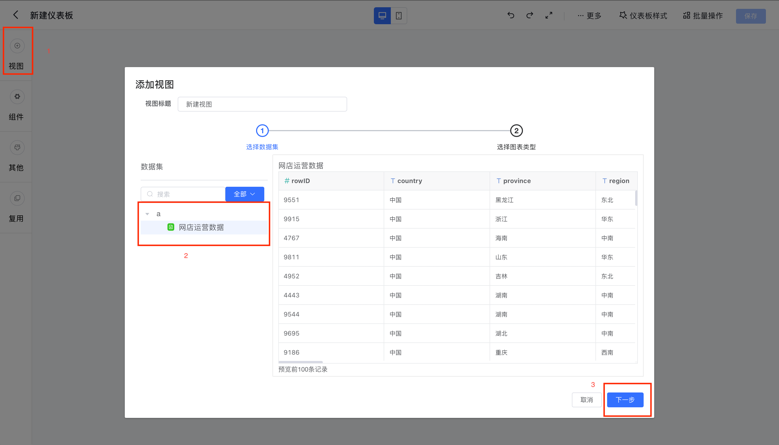 新建仪表板
更多
仪表板样式
批量操作
保存
视图
1
组件
其他
复用
添加视图
视图标题
新建视图
1
2
选择数据集
选择图表类型
数据集
搜索
全部
a
网店运营数据
2
网店运营数据
# rowID T country T province T region
9551 中国 黑龙江 东北
9915 中国 浙江 华东
4767 中国 海南 中南
9811 中国 山东 华东
4952 中国 吉林 东北
4443 中国 湖南 中南
9544 中国 湖南 中南
9695 中国 湖北 中南
9186 中国 重庆 西南
预览前100条记录
3
取消
下一步